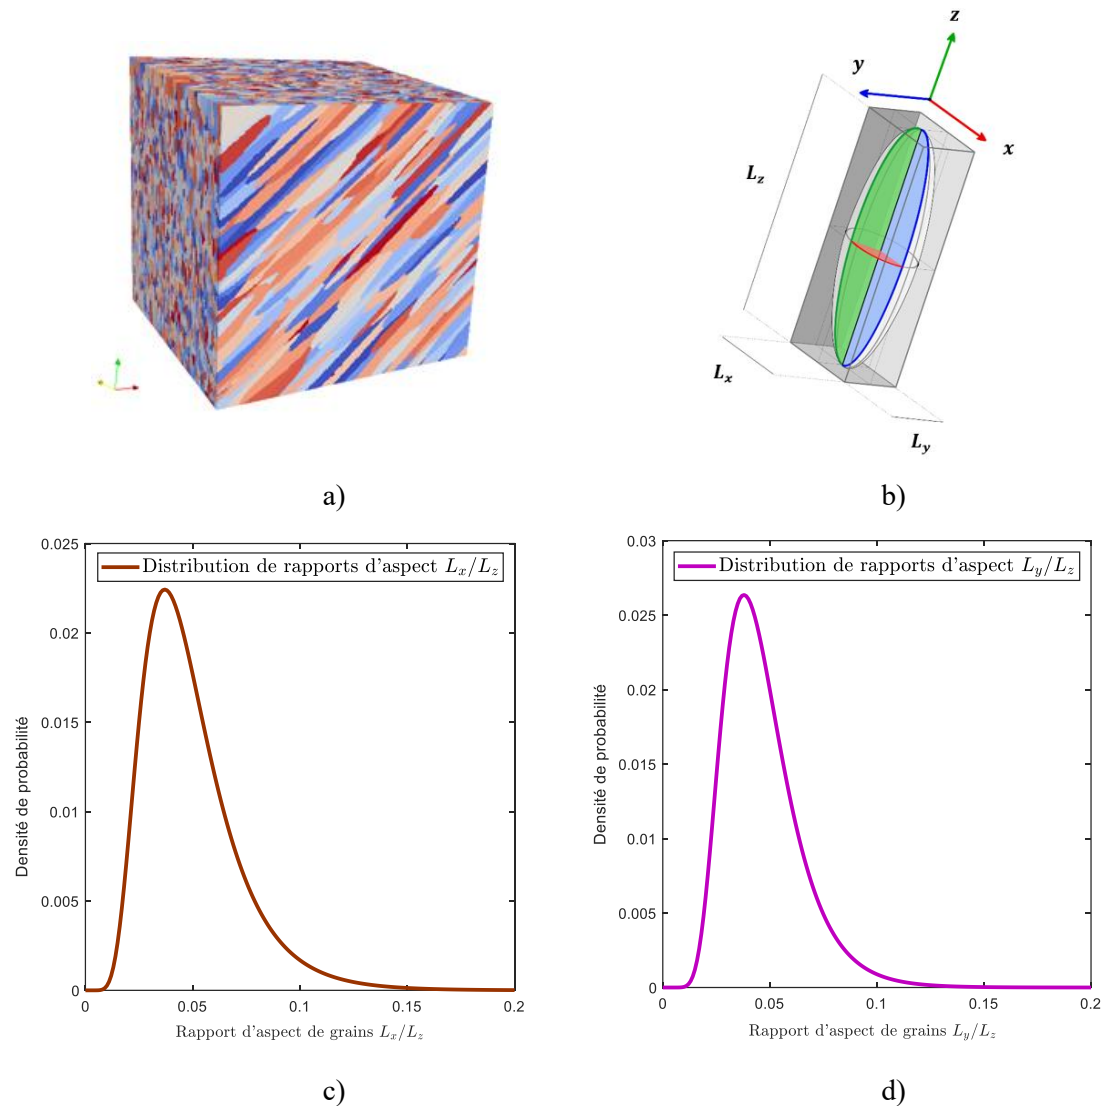 z
y
x
L_z
L_x
L_y
a)
b)
0.025
0.02
0.015
0.01
0.005
0
0
0.05
0.1
0.15
0.2
Distribution de rapports d'aspect L_x/L_z
Densité de probabilité
Rapport d'aspect de grains L_x/L_z
0.03
0.025
0.02
0.015
0.01
0.005
0
0
0.05
0.1
0.15
0.2
Distribution de rapports d'aspect L_y/L_z
Densité de probabilité
Rapport d'aspect de grains L_y/L_z
c)
d)